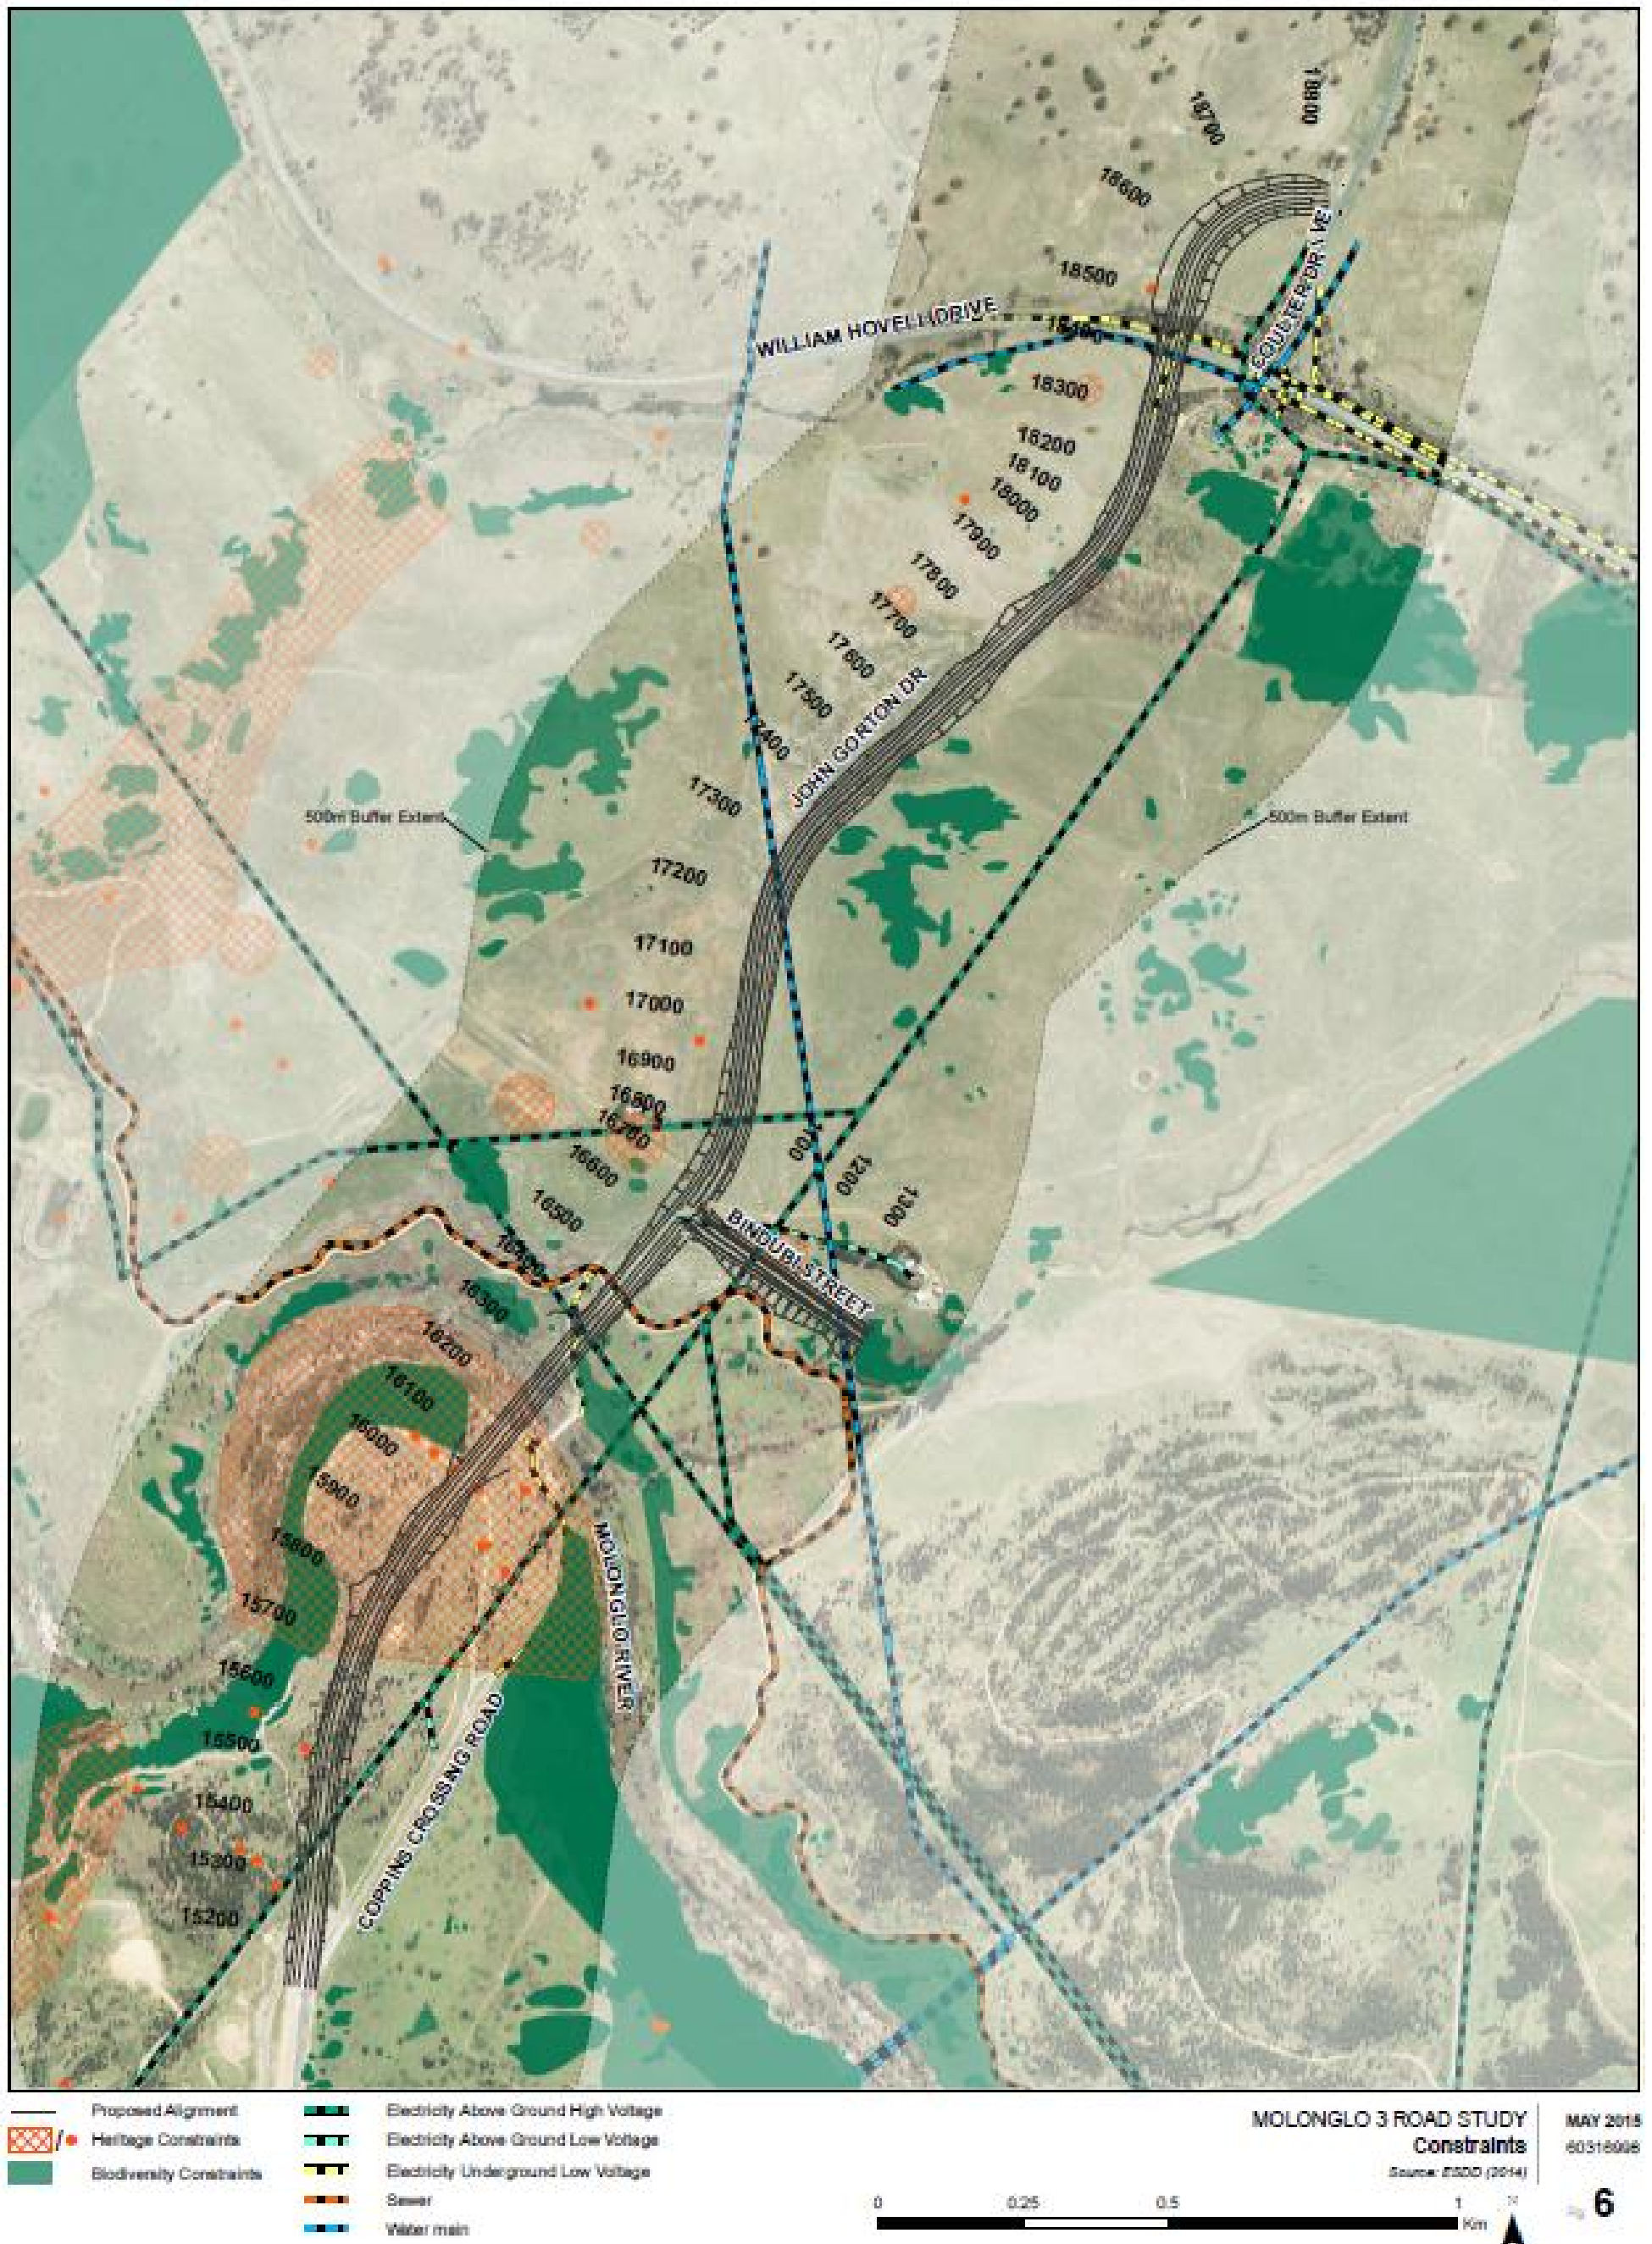 18800
18700
18600
18500
WILLIAM HOVELL DRIVE
COULTER DRIVE
18400
18300
18200
18100
18000
17900
17800
17700
17600
17500
JOHN GORTON DR
17400
17300
500m Buffer Extent
500m Buffer Extent
17200
17100
17000
16900
16800
16700
16600
1200
1300
16500
BINDUBI STREET
16400
16300
16200
16100
16000
15900
15800
15700
MOLONGLO RIVER
15600
15500
COPPINS CROSSING ROAD
15400
15300
15200
Proposed Alignment
Heritage Constraints
Biodiversity Constraints
Electricity Above Ground High Voltage
Electricity Above Ground Low Voltage
Electricity Underground Low Voltage
Sewer
Water main
MOLONGLO 3 ROAD STUDY
Constraints
Source: ESDD (2014)
MAY 2015
60316998
0 0.25 0.5 1
Km
N
6